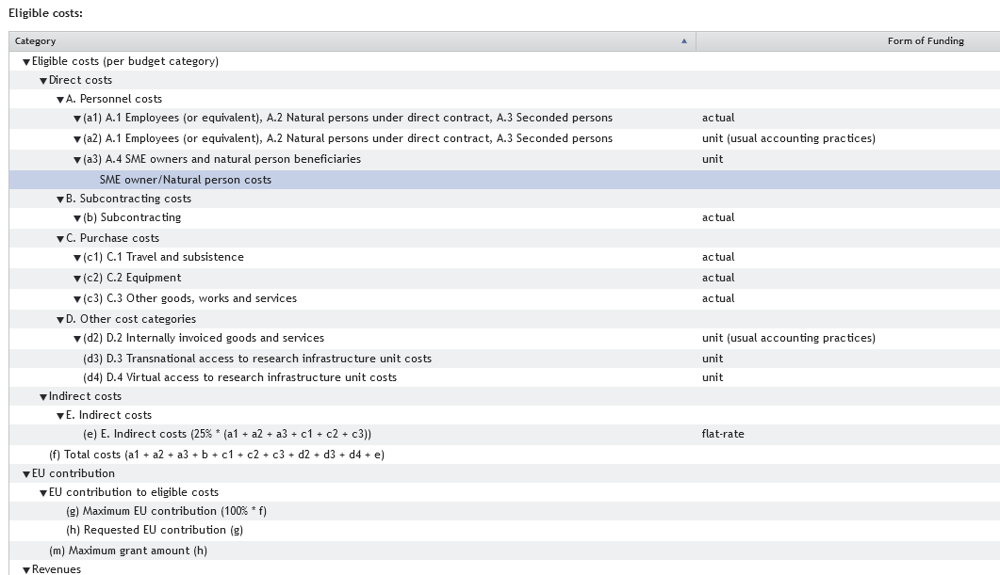 Eligible costs:
Category Form of Funding
Eligible costs (per budget category)
Direct costs
A. Personnel costs
(a1) A.1 Employees (or equivalent), A.2 Natural persons under direct contract, A.3 Seconded persons actual
(a2) A.1 Employees (or equivalent), A.2 Natural persons under direct contract, A.3 Seconded persons unit (usual accounting practices)
(a3) A.4 SME owners and natural person beneficiaries unit
SME owner/Natural person costs
B. Subcontracting costs
(b) Subcontracting actual
C. Purchase costs
(c1) C.1 Travel and subsistence actual
(c2) C.2 Equipment actual
(c3) C.3 Other goods, works and services actual
D. Other cost categories
(d2) D.2 Internally invoiced goods and services unit (usual accounting practices)
(d3) D.3 Transnational access to research infrastructure unit costs unit
(d4) D.4 Virtual access to research infrastructure unit costs unit
Indirect costs
E. Indirect costs
(e) E. Indirect costs (25% * (a1 + a2 + a3 + c1 + c2 + c3)) flat-rate
(f) Total costs (a1 + a2 + a3 + b + c1 + c2 + c3 + d2 + d3 + d4 + e)
EU contribution
EU contribution to eligible costs
(g) Maximum EU contribution (100% * f)
(h) Requested EU contribution (g)
(m) Maximum grant amount (h)
Revenues